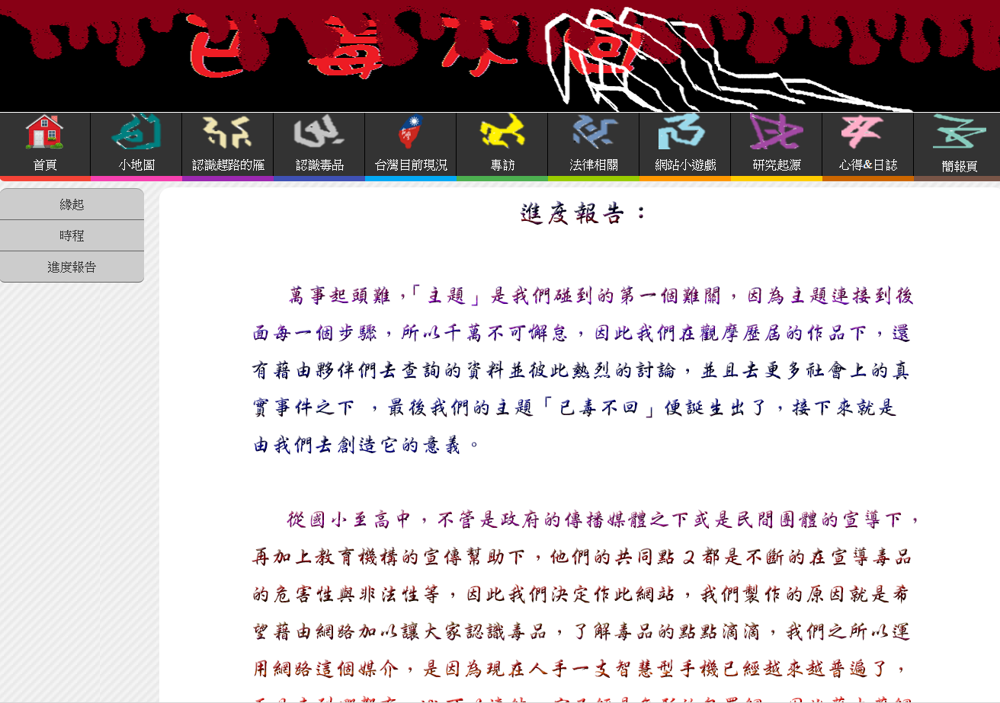 已毒不回
首頁
小地圖
認識趕路的雁
認識毒品
台灣目前現況
專訪
法律相關
網站小遊戲
研究起源
心得&日誌
簡報頁
緣起
時程
進度報告
進度報告：
萬事起頭難，「主題」是我們碰到的第一個難關，因為主題連接到後
面每一個步驟，所以千萬不可懈怠，因此我們在觀摩歷屆的作品下，還
有藉由夥伴們去查詢的資料並彼此熱烈的討論，並且去更多社會上的真
實事件之下 ，最後我們的主題「已毒不回」便誕生出了，接下來就是
由我們去創造它的意義。
從國小至高中，不管是政府的傳播媒體之下或是民間團體的宣導下，
再加上教育機構的宣傳幫助下，他們的共同點 2 都是不斷的在宣導毒品
的危害性與非法性等，因此我們決定作此網站，我們製作的原因就是希
望藉由網路加以讓大家認識毒品，了解毒品的點點滴滴，我們之所以運
用網路這個媒介，是因為現在人手一支智慧型手機已經越來越普遍了，